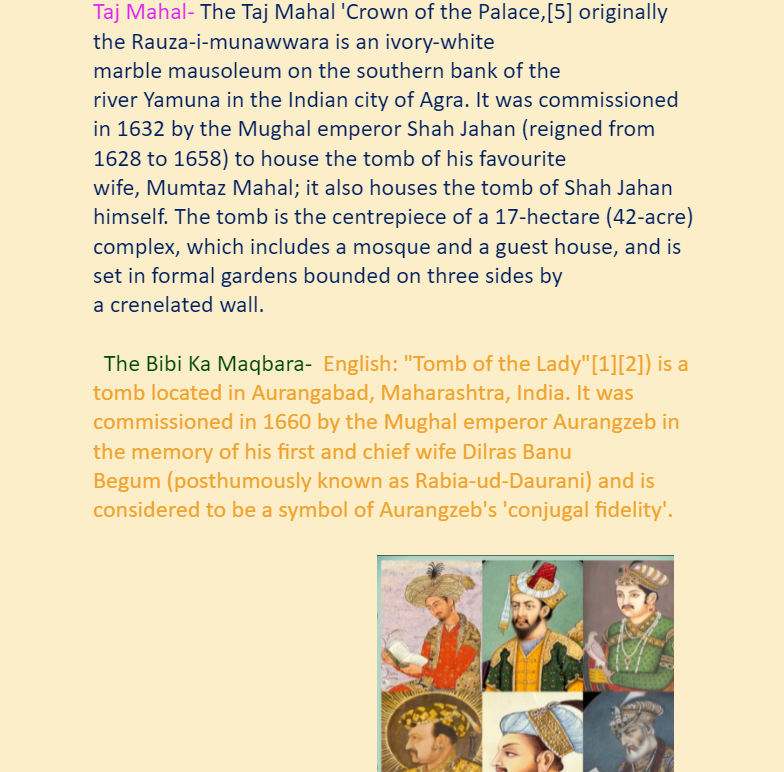 Taj Mahal- The Taj Mahal 'Crown of the Palace,[5] originally
the Rauza-i-munawwara is an ivory-white
marble mausoleum on the southern bank of the
river Yamuna in the Indian city of Agra. It was commissioned
in 1632 by the Mughal emperor Shah Jahan (reigned from
1628 to 1658) to house the tomb of his favourite
wife, Mumtaz Mahal; it also houses the tomb of Shah Jahan
himself. The tomb is the centrepiece of a 17-hectare (42-acre)
complex, which includes a mosque and a guest house, and is
set in formal gardens bounded on three sides by
a crenelated wall.
The Bibi Ka Maqbara- English: "Tomb of the Lady"[1][2]) is a
tomb located in Aurangabad, Maharashtra, India. It was
commissioned in 1660 by the Mughal emperor Aurangzeb in
the memory of his first and chief wife Dilras Banu
Begum (posthumously known as Rabia-ud-Daurani) and is
considered to be a symbol of Aurangzeb's 'conjugal fidelity'.